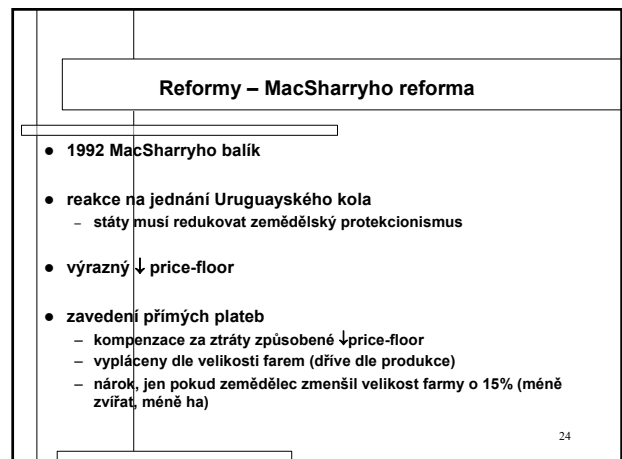 Reformy – MacSharryho reforma
● 1992 MacSharryho balík
● reakce na jednání Uruguayského kola
– státy musí redukovat zemědělský protekcionismus
● výrazný ↓ price-floor
● zavedení přímých plateb
– kompenzace za ztráty způsobené ↓price-floor
– vypláceny dle velikosti farem (dříve dle produkce)
– nárok, jen pokud zemědělec zmenšil velikost farmy o 15% (méně
zvířat, méně ha)
24